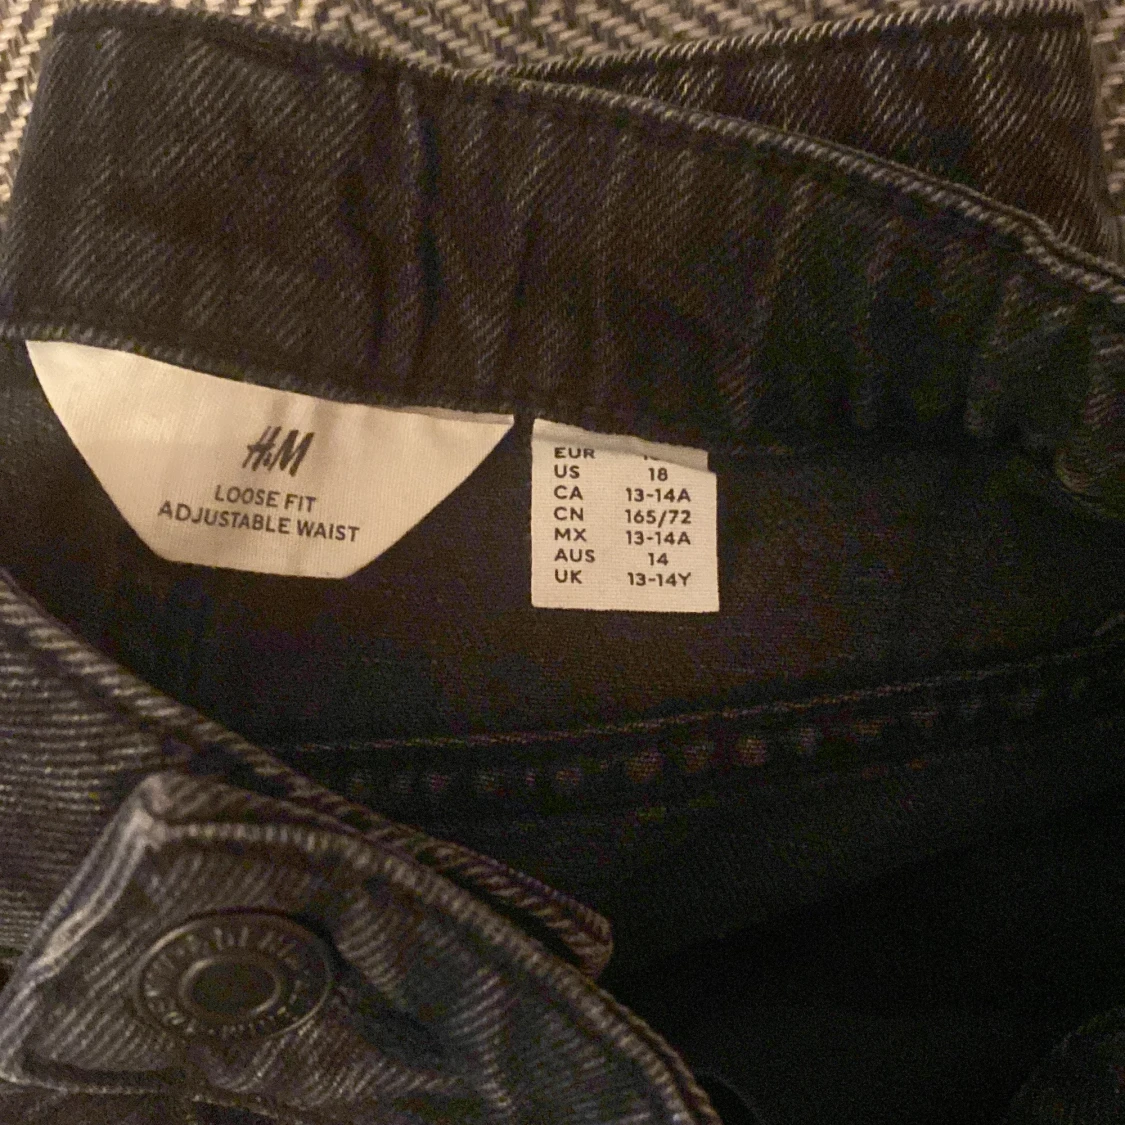 H&M
LOOSE FIT
ADJUSTABLE WAIST
EUR
US 18
CA 13-14A
CN 165/72
MX 13-14A
AUS 14
UK 13-14Y